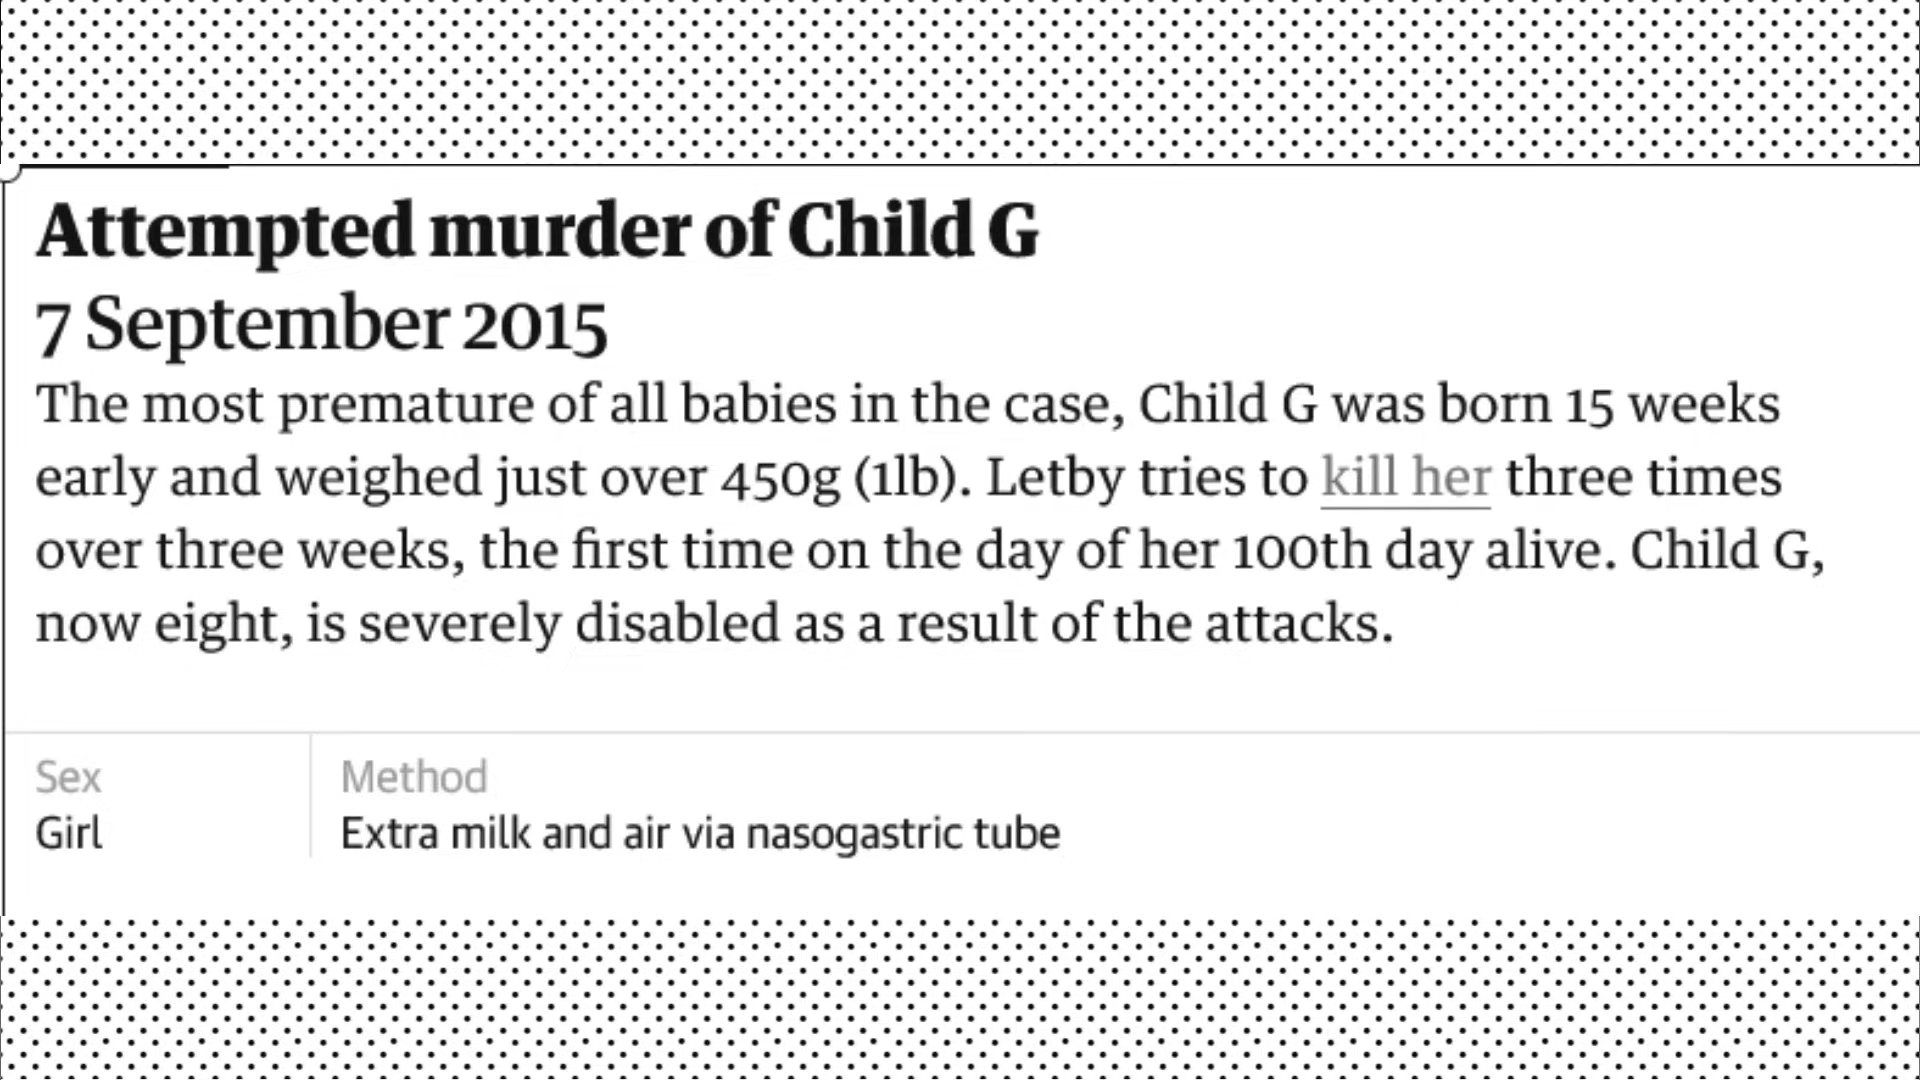 Attempted murder of Child G
7 September 2015
The most premature of all babies in the case, Child G was born 15 weeks
early and weighed just over 450g (1lb). Letby tries to kill her three times
over three weeks, the first time on the day of her 100th day alive. Child G,
now eight, is severely disabled as a result of the attacks.
Sex
Girl
Method
Extra milk and air via nasogastric tube